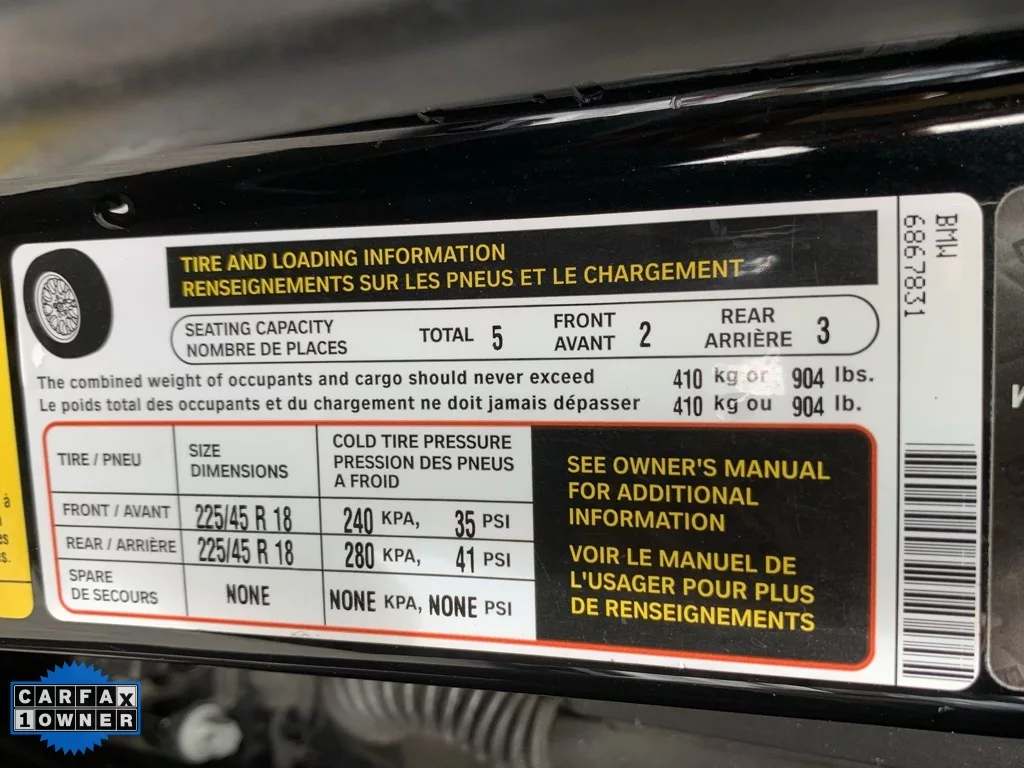 TIRE AND LOADING INFORMATION
RENSEIGNEMENTS SUR LES PNEUS ET LE CHARGEMENT
SEATING CAPACITY
NOMBRE DE PLACES
TOTAL 5
FRONT
AVANT 2
REAR
ARRIÈRE 3
The combined weight of occupants and cargo should never exceed 410 kg or 904 lbs.
Le poids total des occupants et du chargement ne doit jamais dépasser 410 kg ou 904 lb.
TIRE / PNEU
SIZE
DIMENSIONS
COLD TIRE PRESSURE
PRESSION DES PNEUS
A FROID
FRONT / AVANT 225/45 R 18 240 KPA, 35 PSI
REAR / ARRIÈRE 225/45 R 18 280 KPA, 41 PSI
SPARE
DE SECOURS
NONE NONE KPA, NONE PSI
SEE OWNER'S MANUAL
FOR ADDITIONAL
INFORMATION
VOIR LE MANUEL DE
L'USAGER POUR PLUS
DE RENSEIGNEMENTS
BMW
6867831
à
CARFAX
1 OWNER